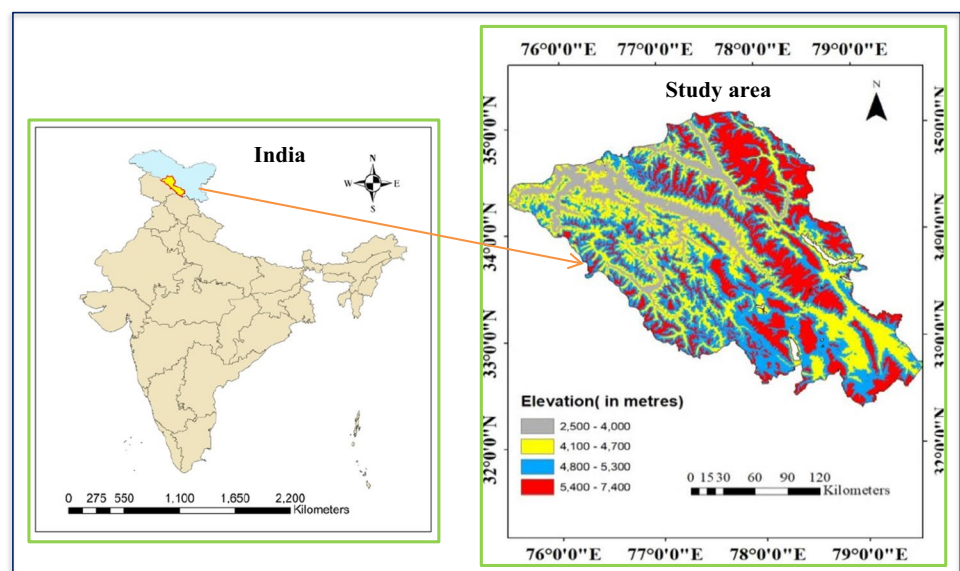 India
N
W
E
S
0 275 550 1,100 1,650 2,200
Kilometers
76°0'0"E 77°0'0"E 78°0'0"E 79°0'0"E
Study area
N
35°0'0"N
34°0'0"N
33°0'0"N
32°0'0"N
35°0'0"N
34°0'0"N
33°0'0"N
32°0'0"N
Elevation( in metres)
2,500 - 4,000
4,100 - 4,700
4,800 - 5,300
5,400 - 7,400
0 15 30 60 90 120
Kilometers
76°0'0"E 77°0'0"E 78°0'0"E 79°0'0"E